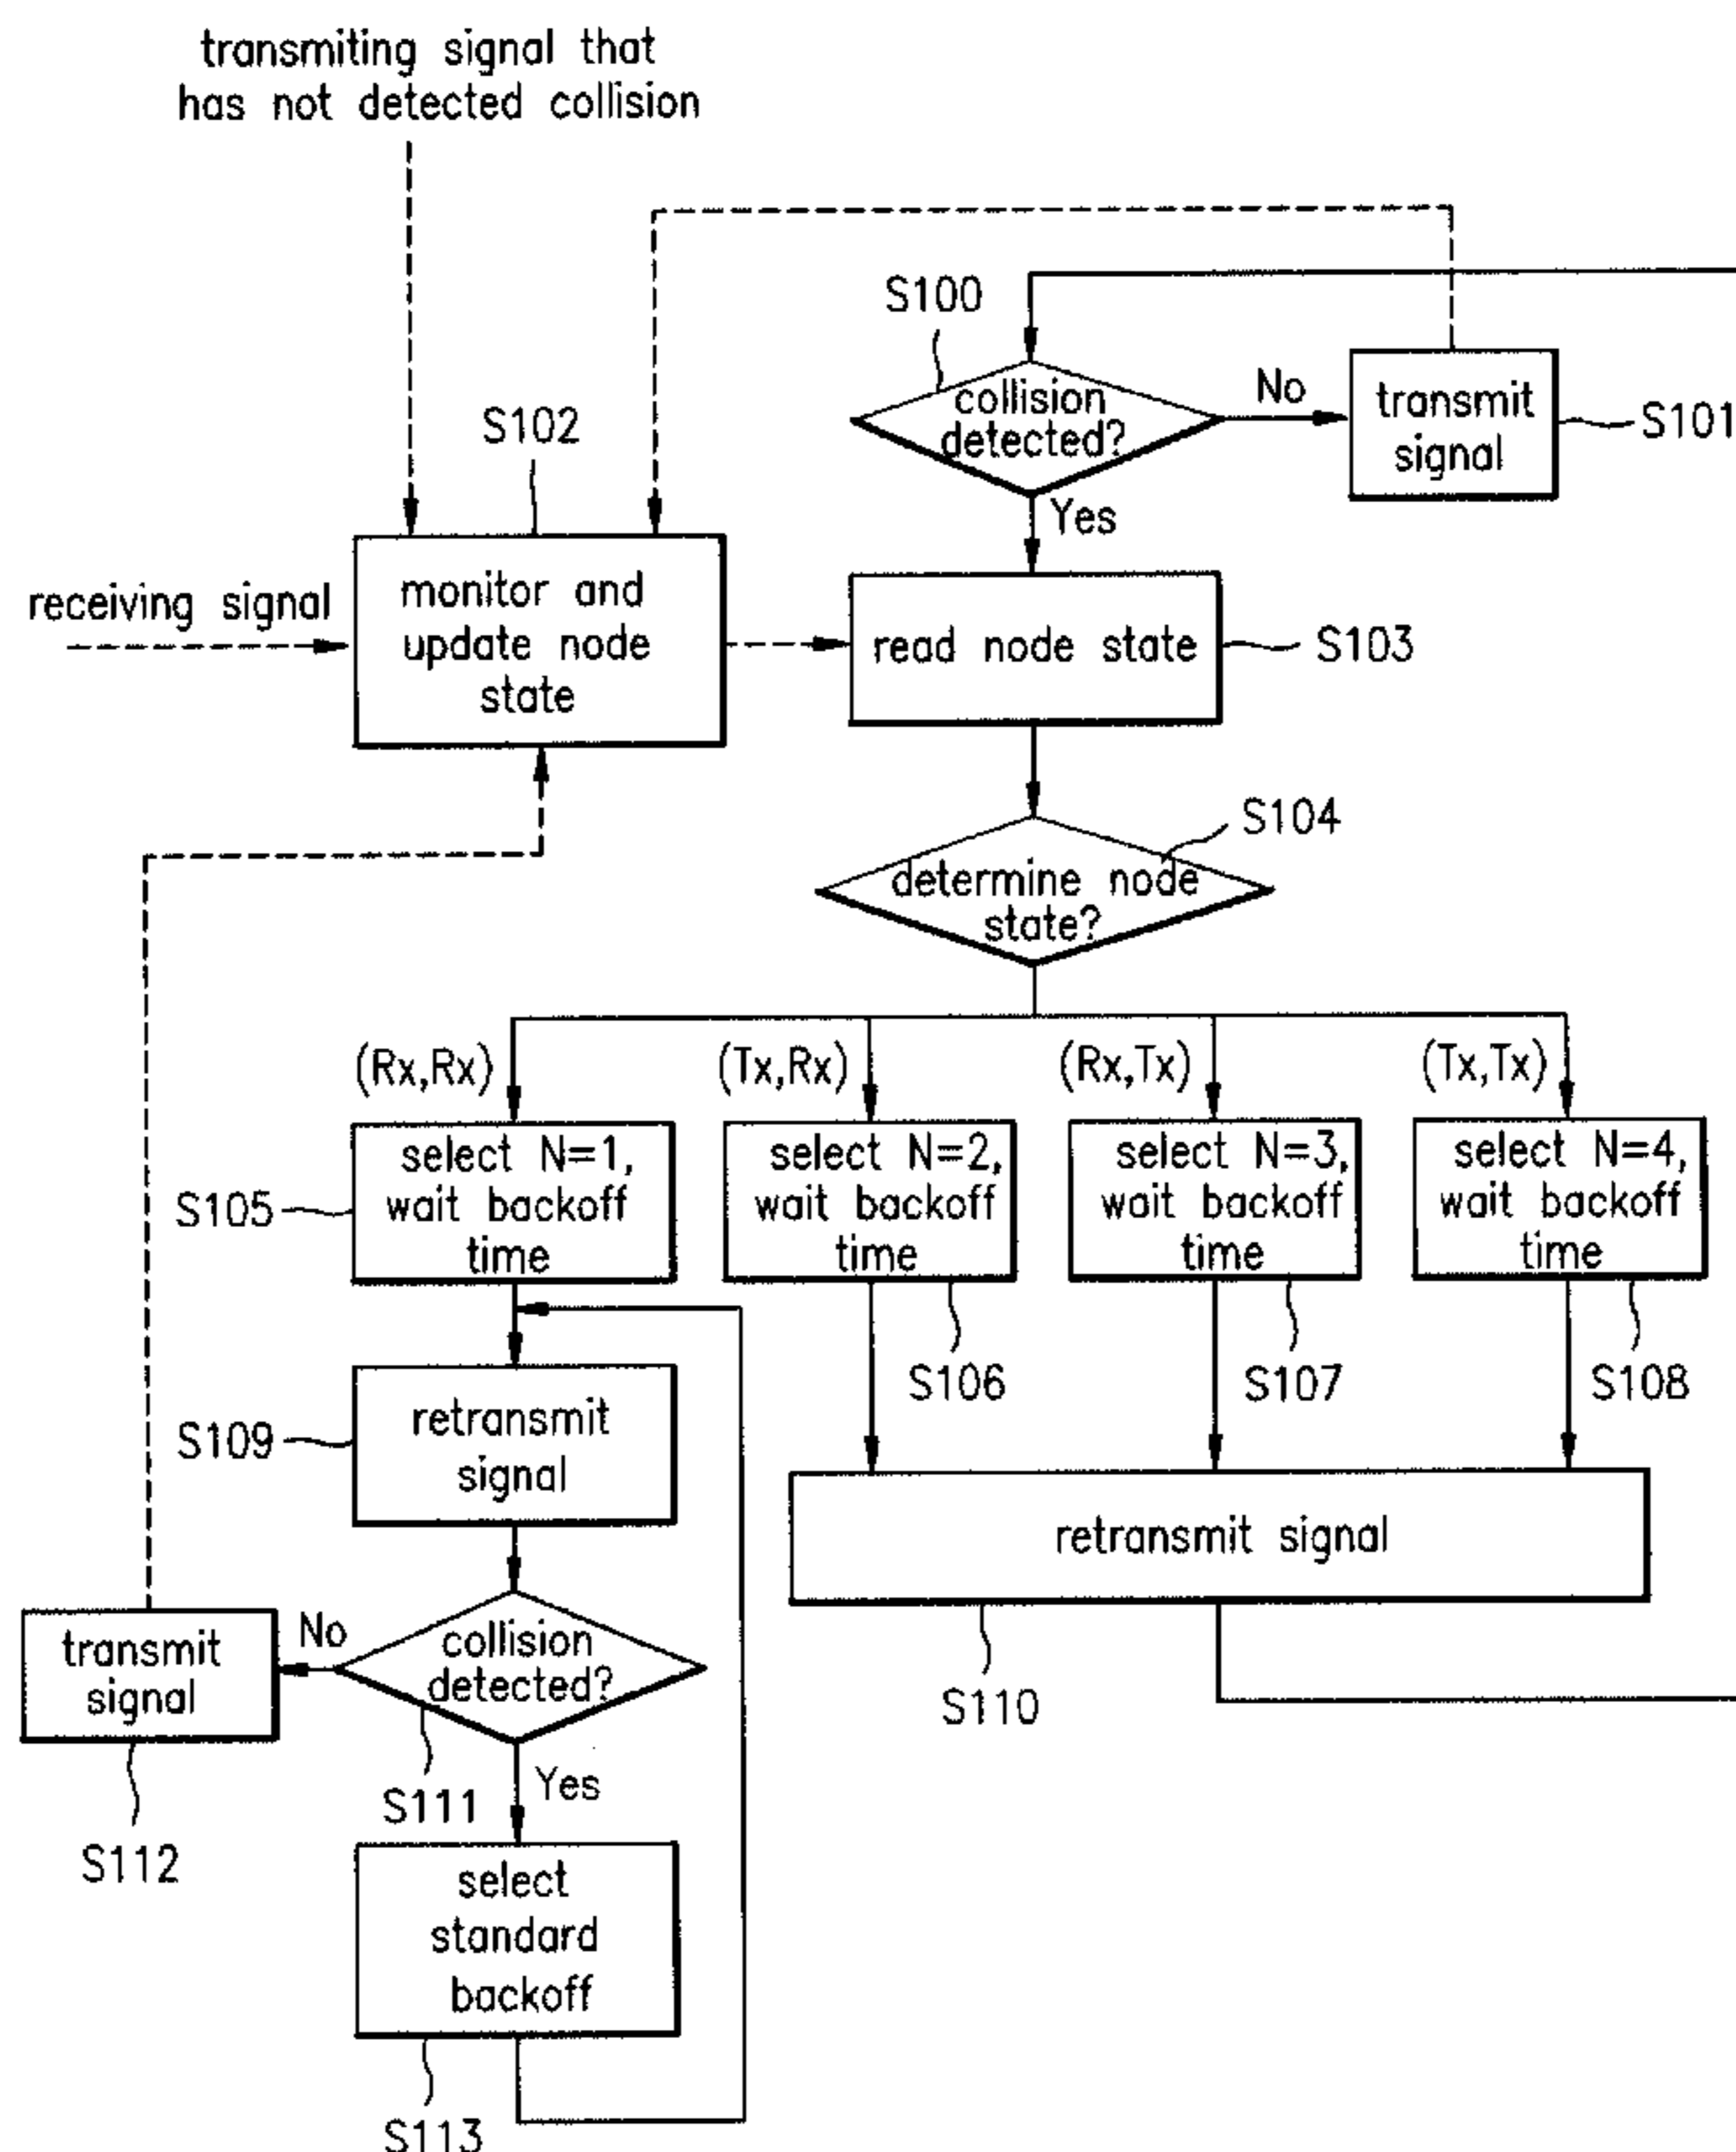 transmiting signal that
has not detected collision
S100
collision
detected?
No
transmit
signal
S101
Yes
S102
receiving signal
monitor and
update node
state
read node state
S103
S104
determine node
state?
(Rx,Rx)
(Tx,Rx)
(Rx,Tx)
(Tx,Tx)
S105
select N=1,
wait backoff
time
select N=2,
wait backoff
time
select N=3,
wait backoff
time
select N=4,
wait backoff
time
S106
S107
S108
S109
retransmit
signal
retransmit signal
S110
transmit
signal
No
collision
detected?
S111
Yes
S112
select
standard
backoff
S113